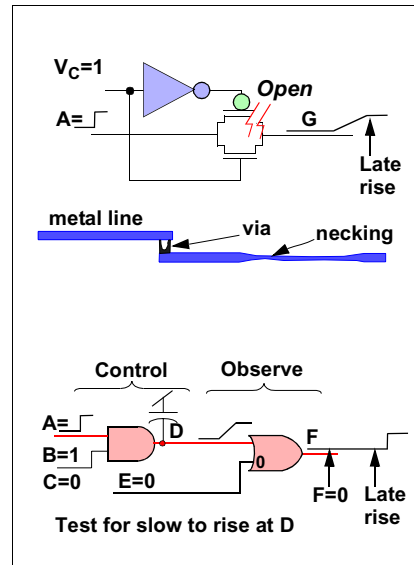 V_C=1
Open
A=
G
Late
rise
metal line
via
necking
Control
Observe
A=
D
F
B=1
0
C=0
E=0
F=0
Late
rise
Test for slow to rise at D